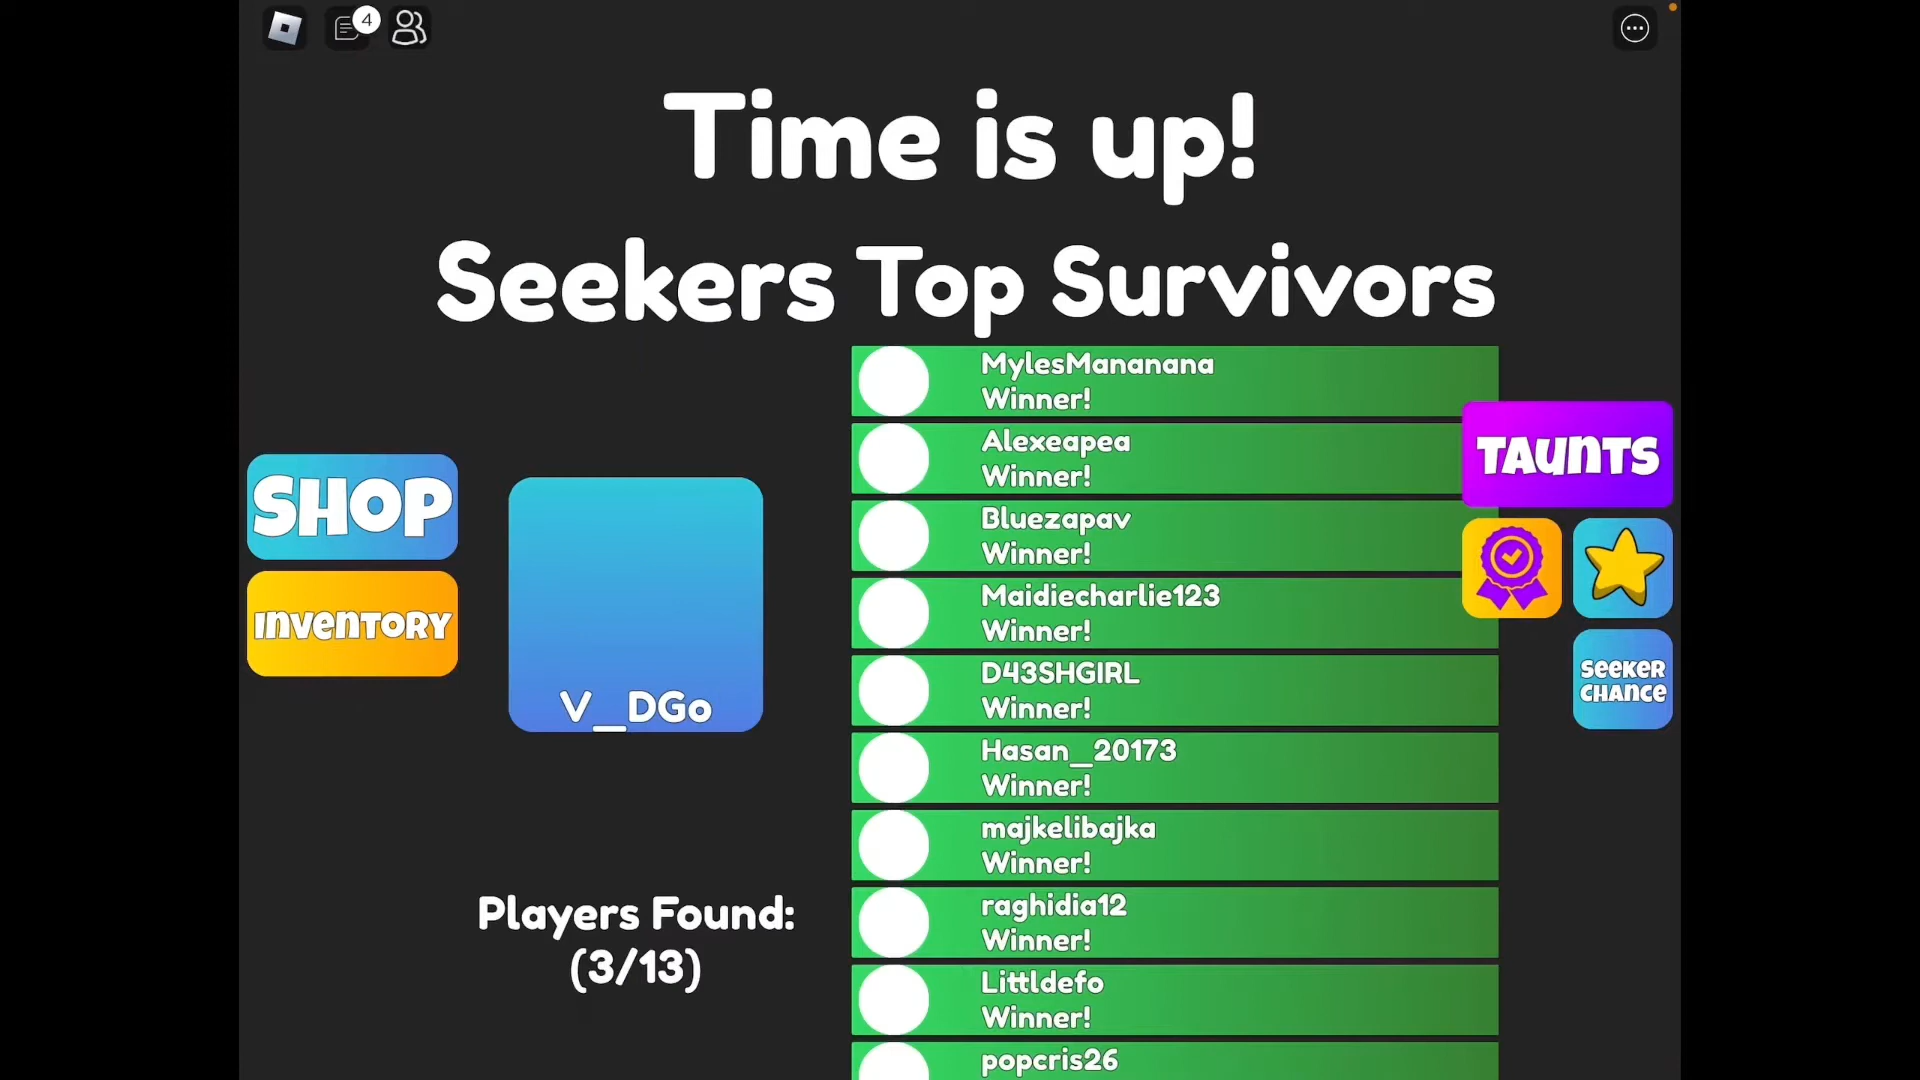 4
Time is up!
Seekers
Top Survivors
MylesMananana
Winner!
Alexeapea
Winner!
Bluezapav
Winner!
Maidiecharlie123
Winner!
D43SHGIRL
Winner!
Hasan_20173
Winner!
majkelibajka
Winner!
raghidia12
Winner!
Littldefo
Winner!
popcris26
SHOP
INVENTORY
V_DGo
Players Found:
(3/13)
TAUNTS
SEEKER
CHANCE